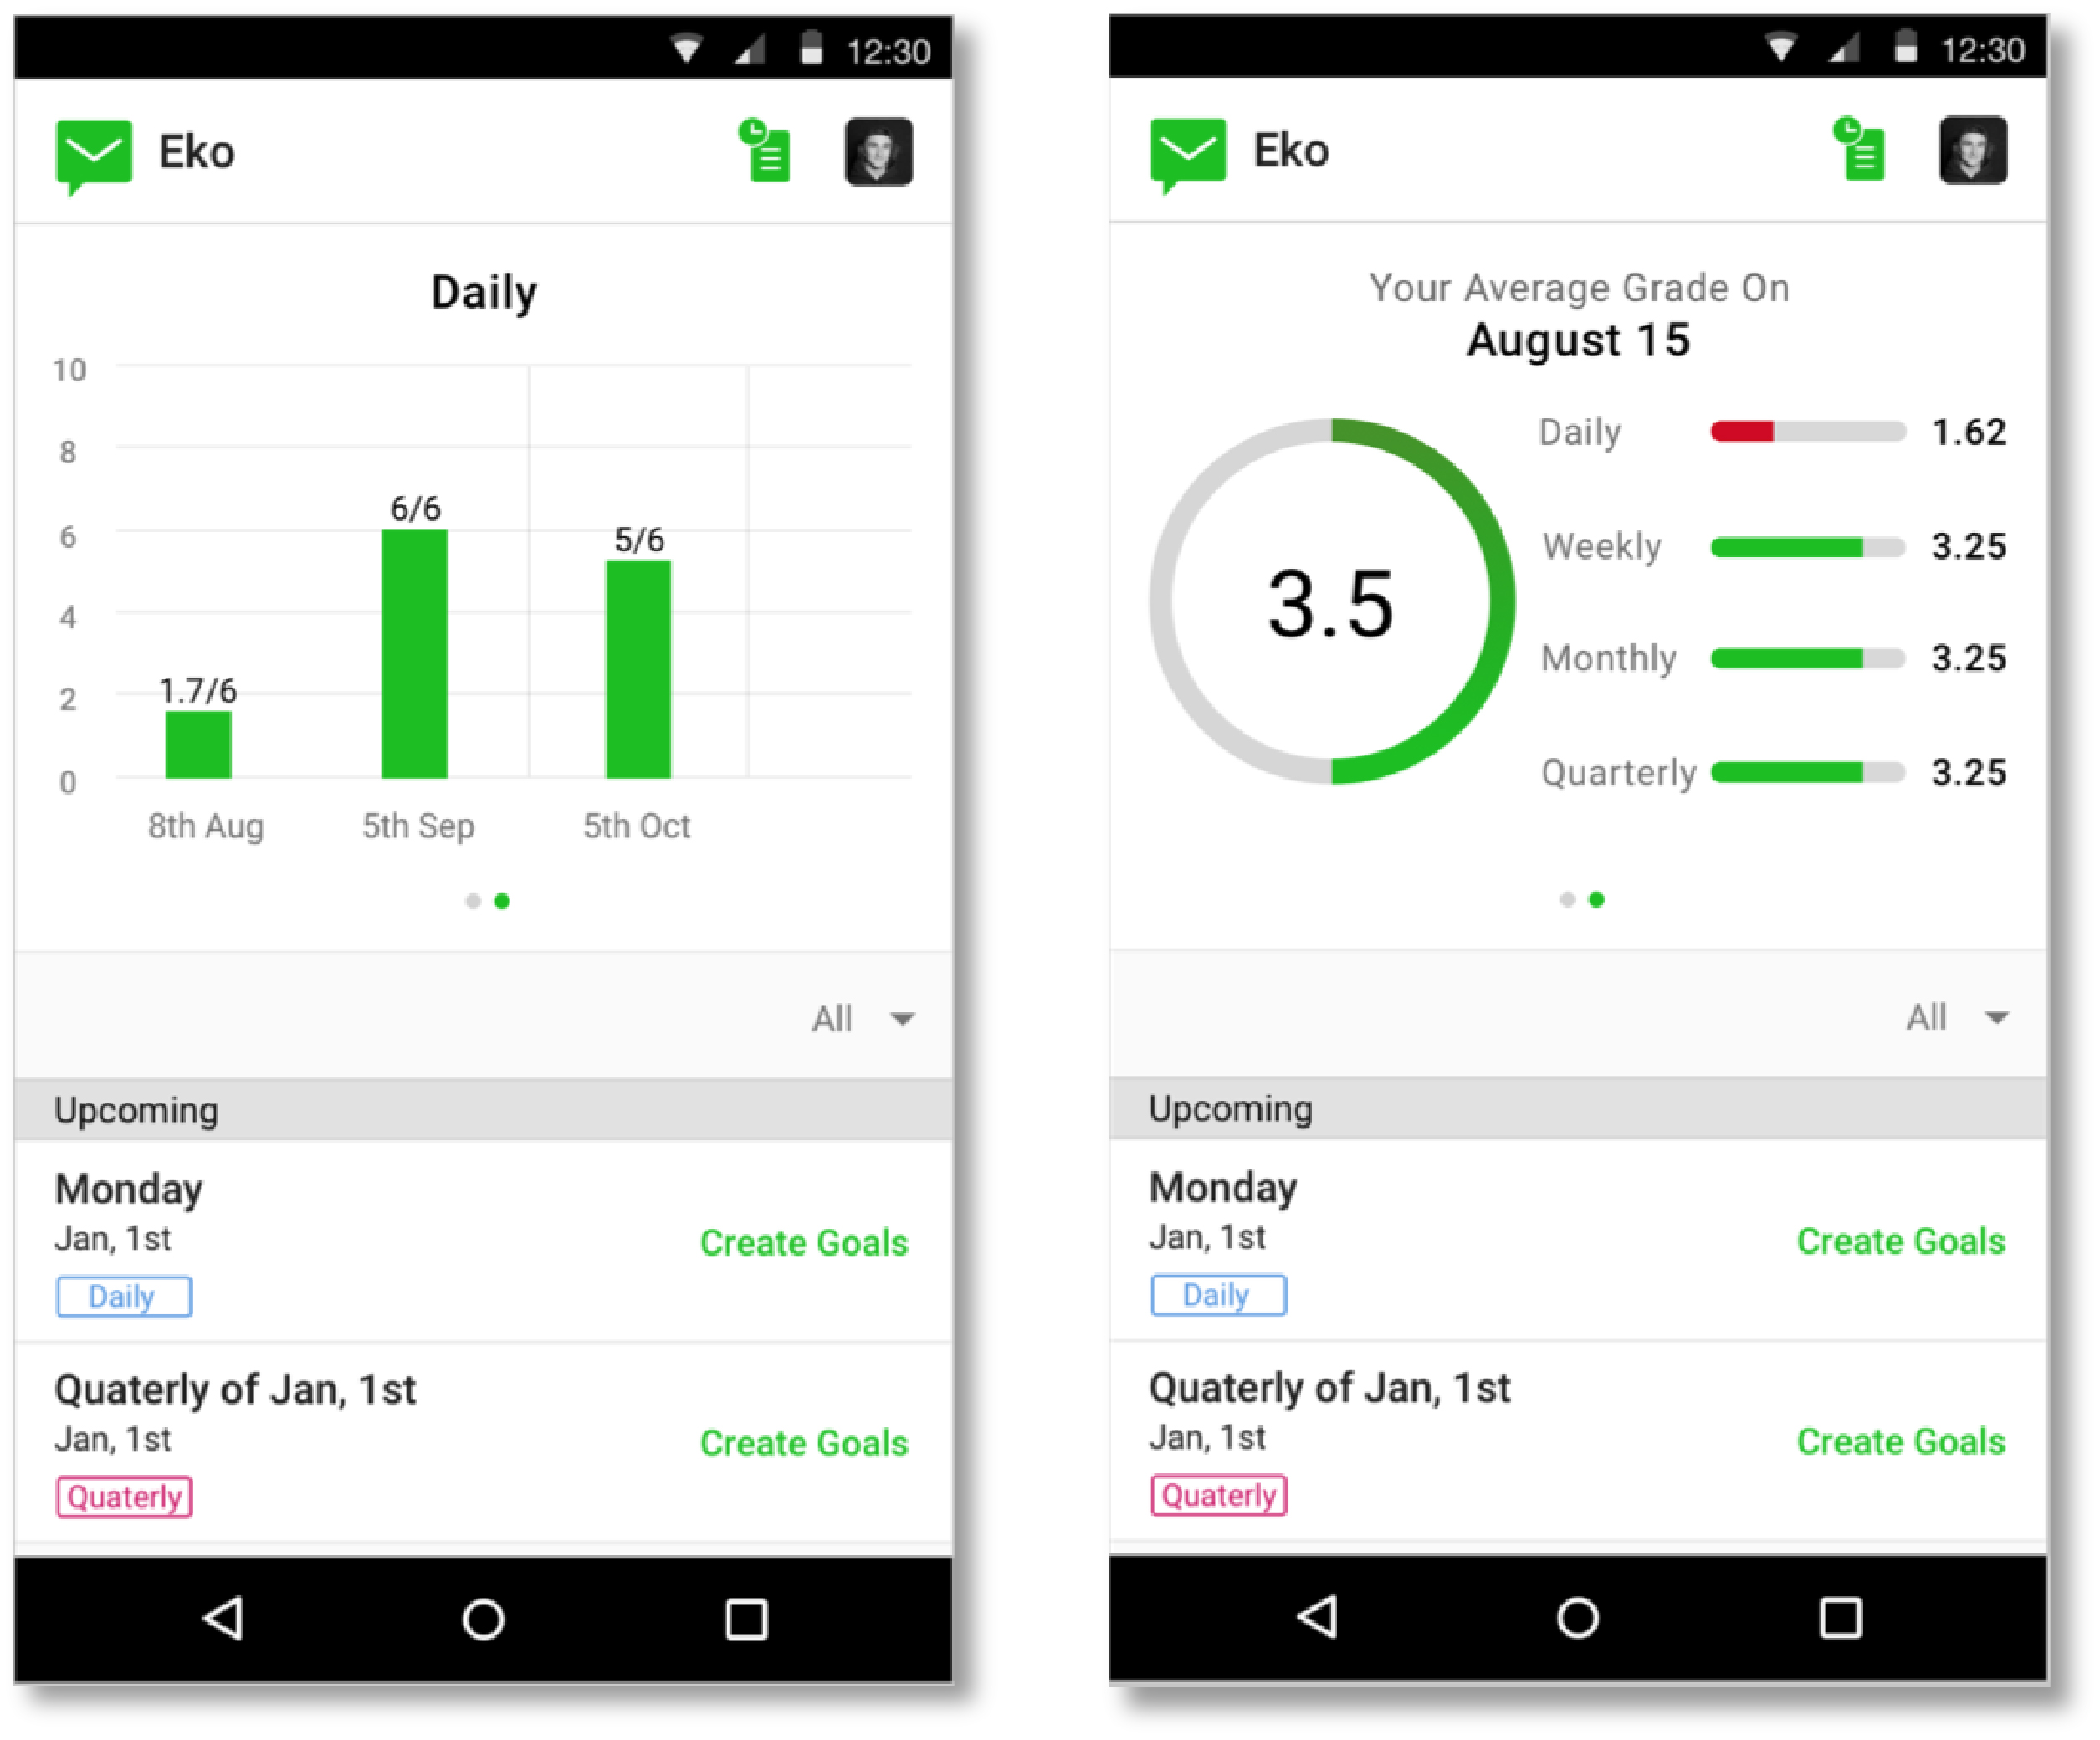 12:30
Eko
Daily
10
8
6
4
2
0
1.7/6
6/6
5/6
8th Aug
5th Sep
5th Oct
All
Upcoming
Monday
Jan, 1st
Create Goals
Daily
Quaterly of Jan, 1st
Jan, 1st
Create Goals
Quaterly
12:30
Eko
Your Average Grade On
August 15
3.5
Daily 1.62
Weekly 3.25
Monthly 3.25
Quarterly 3.25
All
Upcoming
Monday
Jan, 1st
Create Goals
Daily
Quaterly of Jan, 1st
Jan, 1st
Create Goals
Quaterly